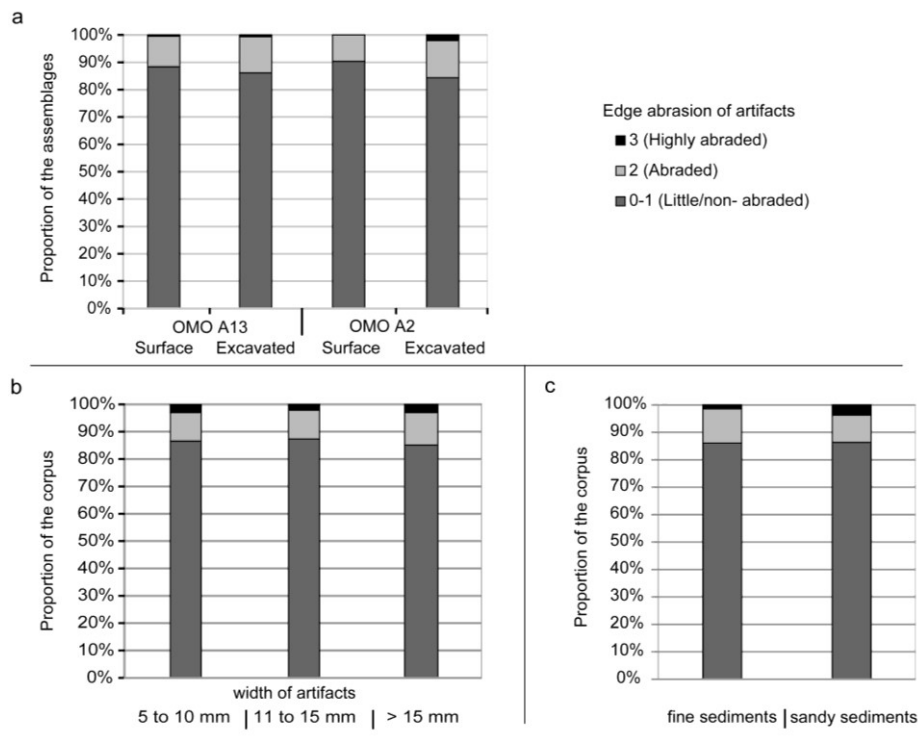 a
Proportion of the assemblages
100%
90%
80%
70%
60%
50%
40%
30%
20%
10%
0%
OMO A13
OMO A2
Surface
Excavated
Surface
Excavated
Edge abrasion of artifacts
3 (Highly abraded)
2 (Abraded)
0-1 (Little/non- abraded)
b
Proportion of the corpus
100%
90%
80%
70%
60%
50%
40%
30%
20%
10%
0%
width of artifacts
5 to 10 mm
11 to 15 mm
> 15 mm
c
Proportion of the corpus
100%
90%
80%
70%
60%
50%
40%
30%
20%
10%
0%
fine sediments
sandy sediments